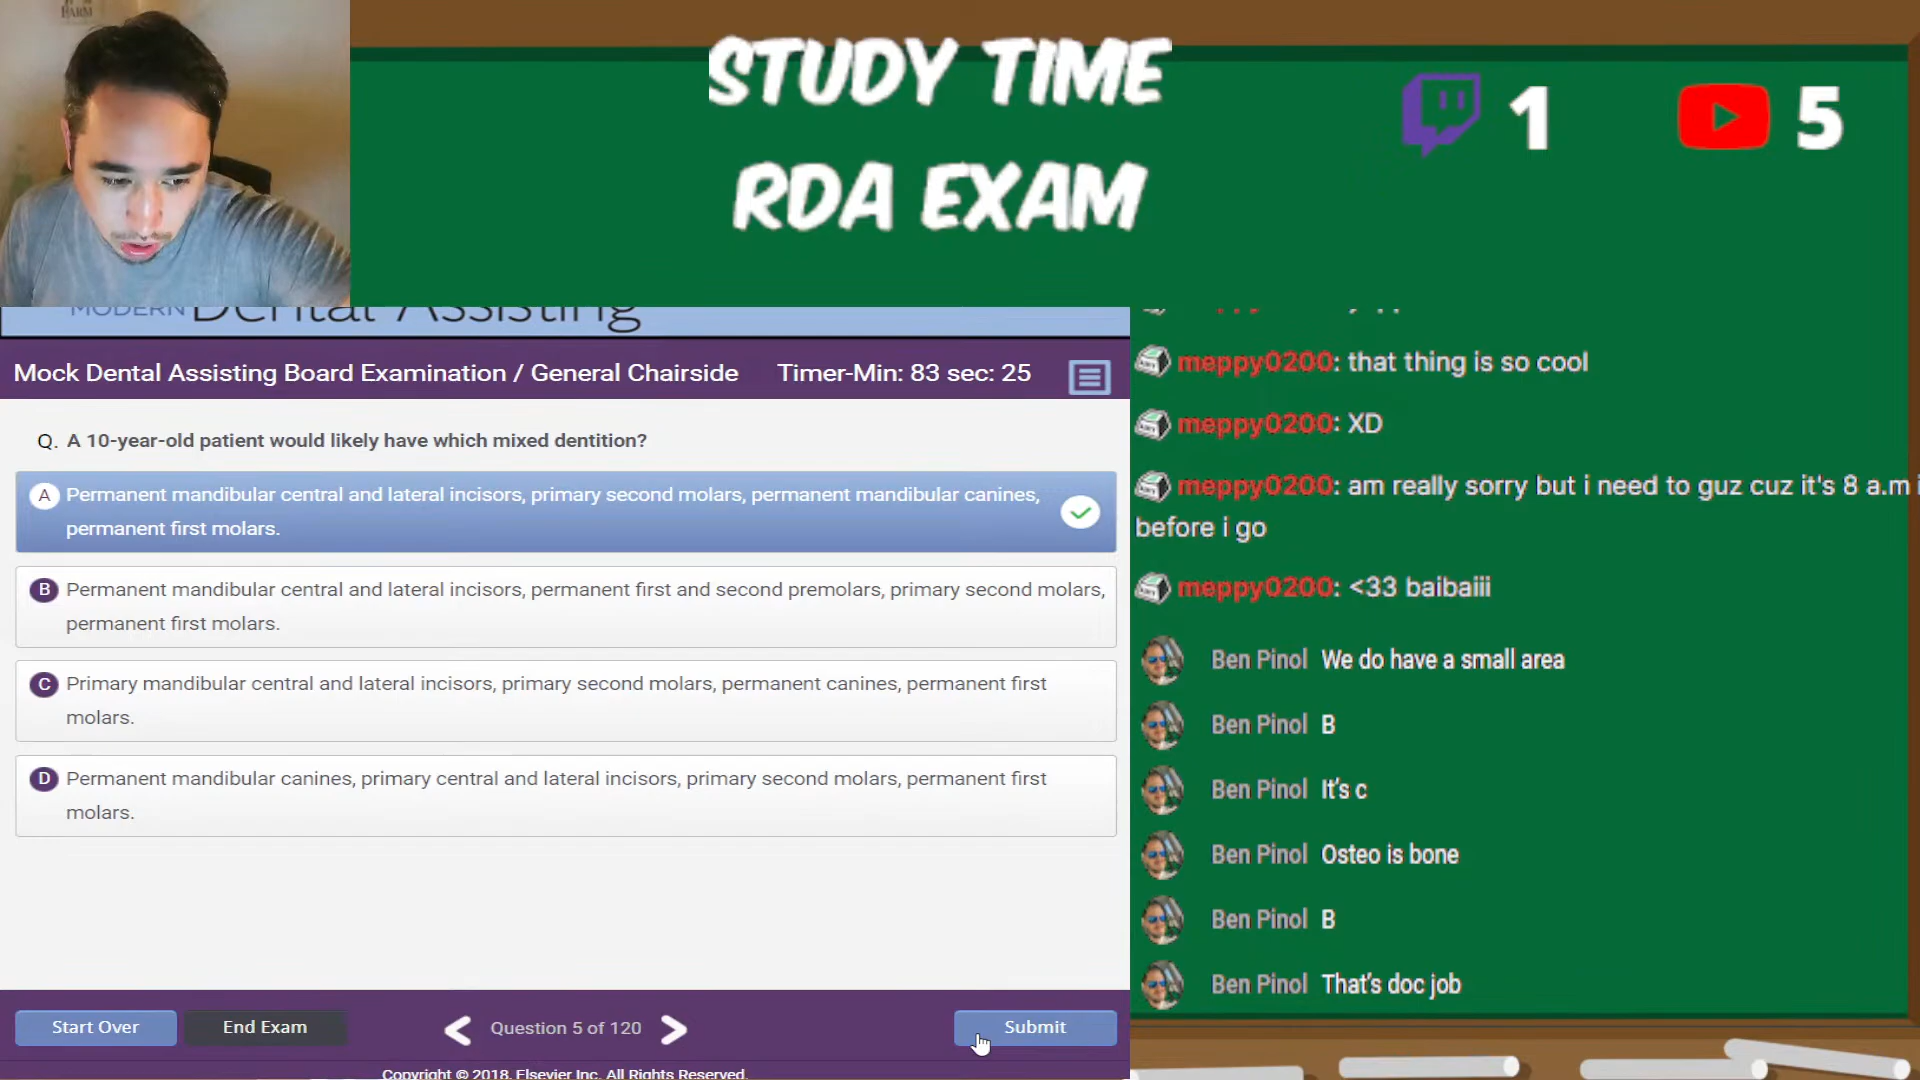 STUDY TIME
RDA EXAM
1
5
MODERN Dental Assisting
Mock Dental Assisting Board Examination / General Chairside
Timer-Min: 83 sec: 25
Q. A 10-year-old patient would likely have which mixed dentition?
A Permanent mandibular central and lateral incisors, primary second molars, permanent mandibular canines,
permanent first molars.
B Permanent mandibular central and lateral incisors, permanent first and second premolars, primary second molars,
permanent first molars.
C Primary mandibular central and lateral incisors, primary second molars, permanent canines, permanent first
molars.
D Permanent mandibular canines, primary central and lateral incisors, primary second molars, permanent first
molars.
Start Over
End Exam
Question 5 of 120
Submit
Copyright © 2018, Elsevier Inc. All Rights Reserved.
meppy0200: that thing is so cool
meppy0200: XD
meppy0200: am really sorry but i need to guz cuz it's 8 a.m i
before i go
meppy0200: <33 baibaiii
Ben Pinol We do have a small area
Ben Pinol B
Ben Pinol It's c
Ben Pinol Osteo is bone
Ben Pinol B
Ben Pinol That's doc job